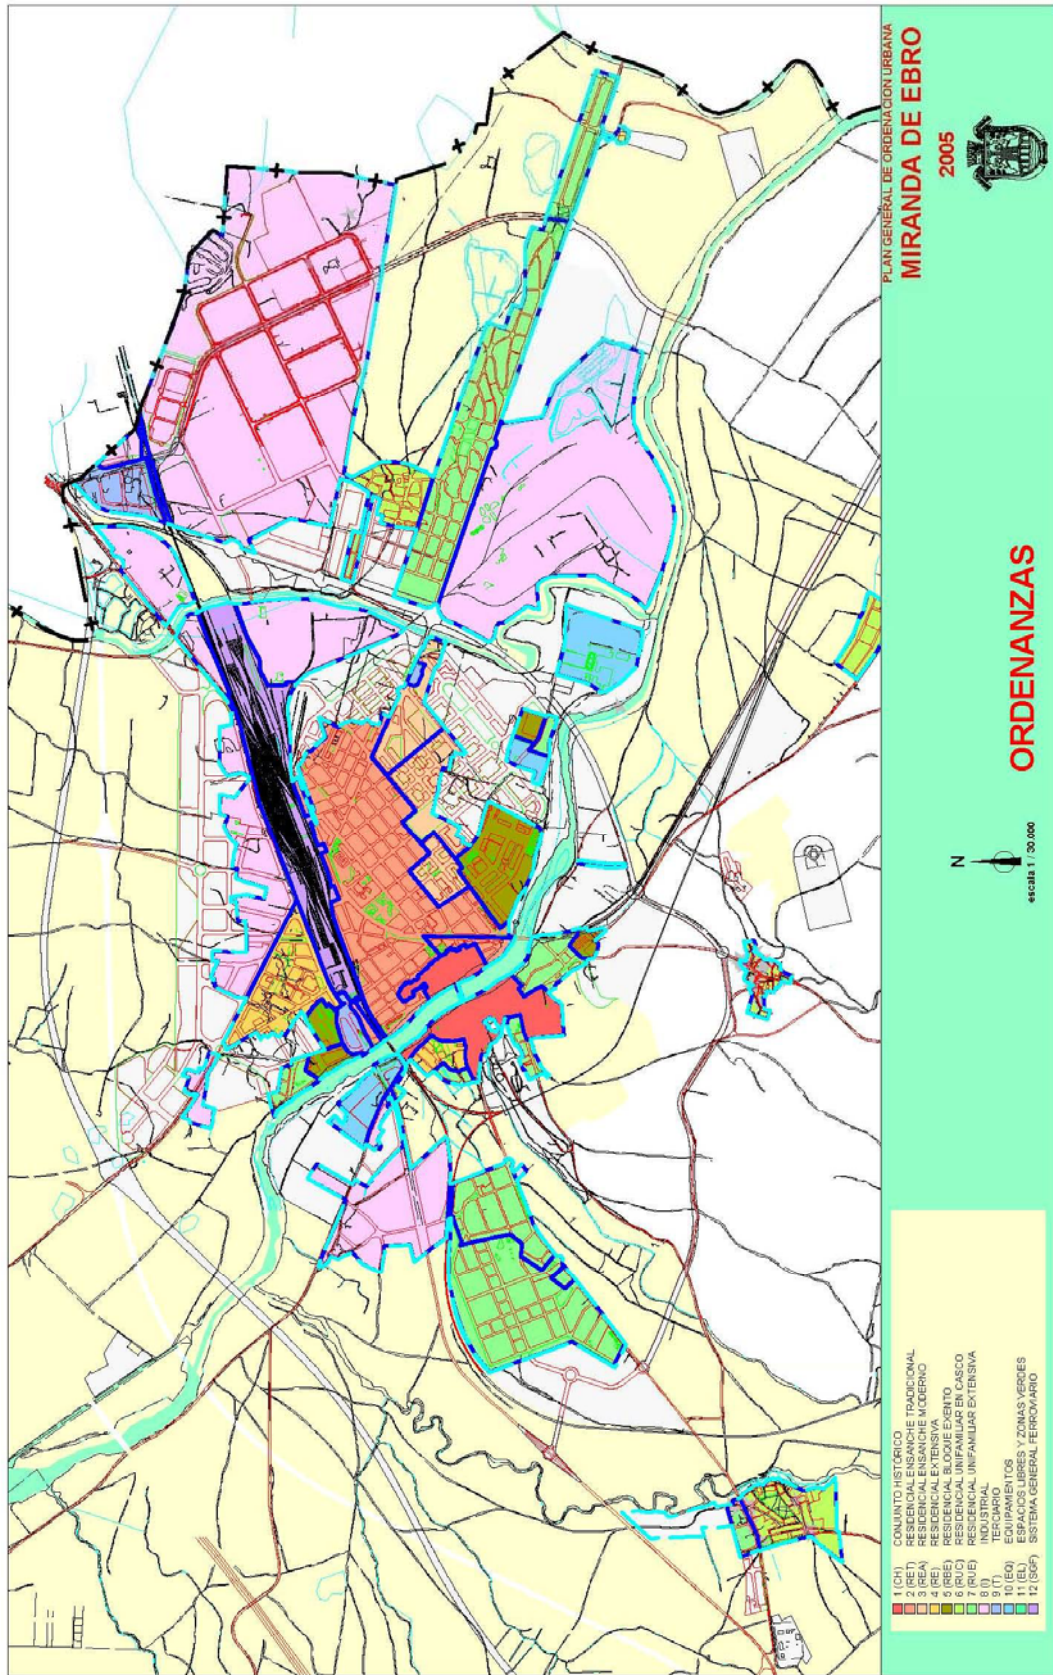 PLAN GENERAL DE ORDENACION URBANA
MIRANDA DE EBRO
2005
ORDENANZAS
N
escala 1 / 30.000
1 (CH) CONJUNTO HISTÓRICO
2 (RET) RESIDENCIAL ENSANCHE TRADICIONAL
3 (REA) RESIDENCIAL ENSANCHE MODERNO
4 (RE) RESIDENCIAL EXTENSIVA
5 (RBE) RESIDENCIAL BLOQUE EXENTO
6 (RUC) RESIDENCIAL UNIFAMILIAR EN CASCO
7 (RUE) RESIDENCIAL UNIFAMILIAR EXTENSIVA
8 (I) INDUSTRIAL
9 (T) TERCIARIO
10 (EQ) EQUIPAMIENTOS
11 (EL) ESPACIOS LIBRES Y ZONAS VERDES
12 (SGF) SISTEMA GENERAL FERROVIARIO